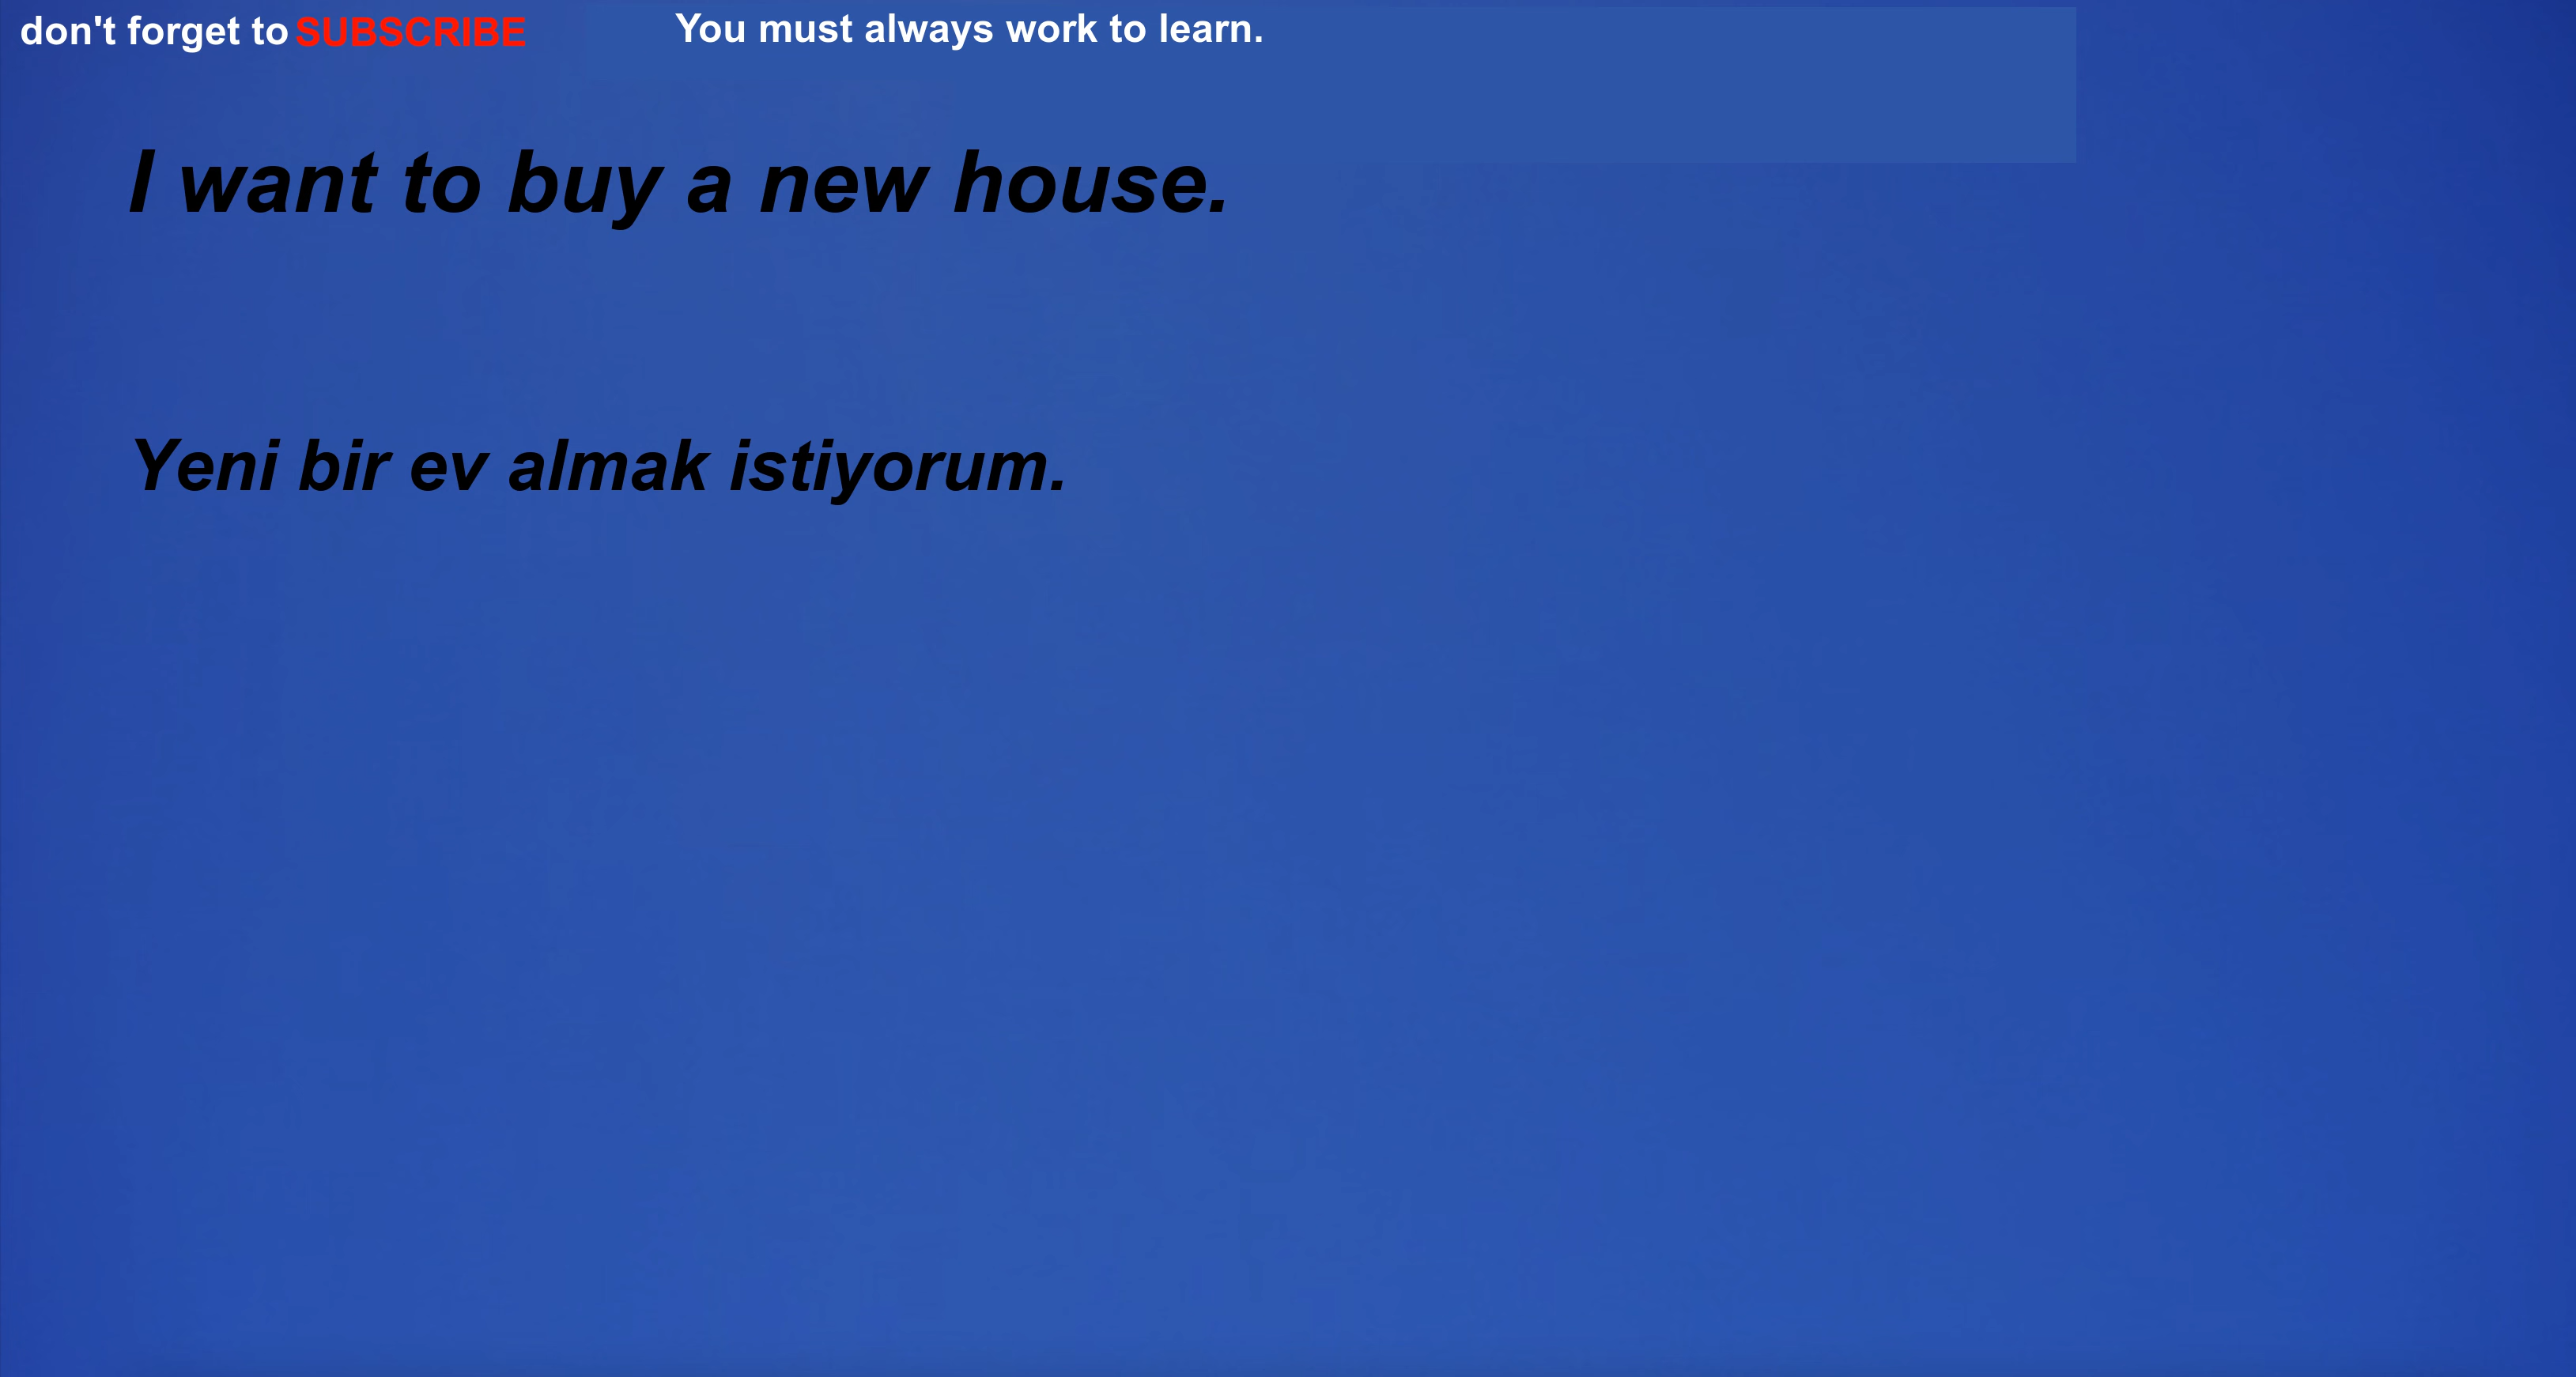 don't forget to SUBSCRIBE
You must always work to learn.
I want to buy a new house.
Yeni bir ev almak istiyorum.